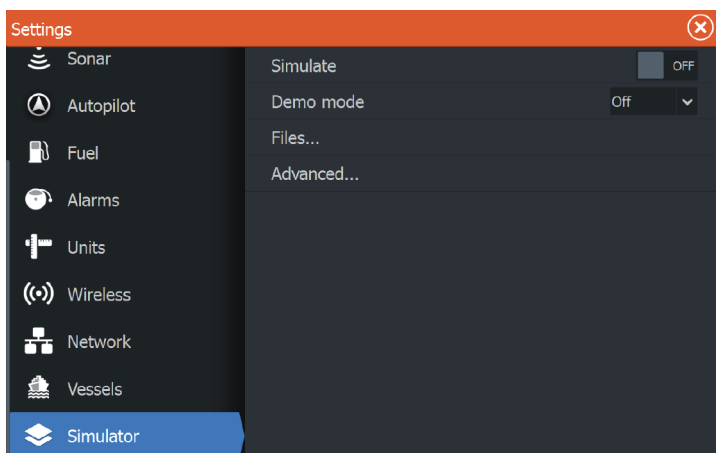 Settings
Sonar
Autopilot
Fuel
Alarms
Units
Wireless
Network
Vessels
Simulator
Simulate OFF
Demo mode Off
Files...
Advanced...